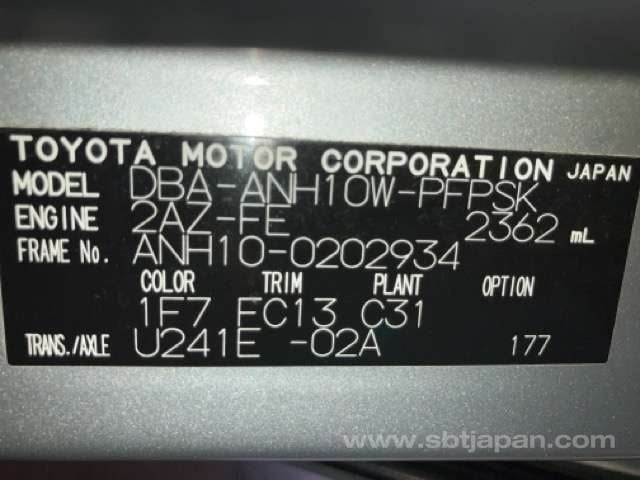 TOYOTA MOTOR CORPORATION JAPAN
MODEL DBA-ANH10W-PFPSK
ENGINE 2AZ-FE 2362 mL
FRAME No. ANH10-0202934
COLOR TRIM PLANT OPTION
1F7 FC13 C31
TRANS./AXLE U241E -02A 177
www.sbtjapan.com